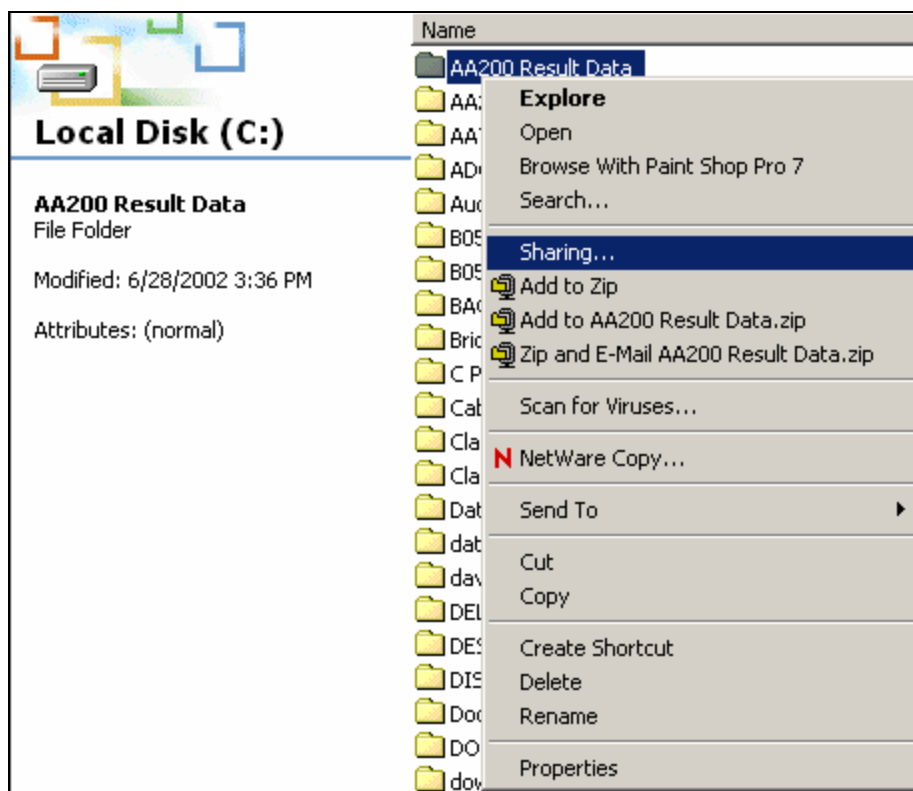 Local Disk (C:)
AA200 Result Data
File Folder
Modified: 6/28/2002 3:36 PM
Attributes: (normal)
Name
AA200 Result Data
Explore
Open
Browse With Paint Shop Pro 7
Search...
Sharing...
Add to Zip
Add to AA200 Result Data.zip
Zip and E-Mail AA200 Result Data.zip
Scan for Viruses...
N NetWare Copy...
Send To
Cut
Copy
Create Shortcut
Delete
Rename
Properties